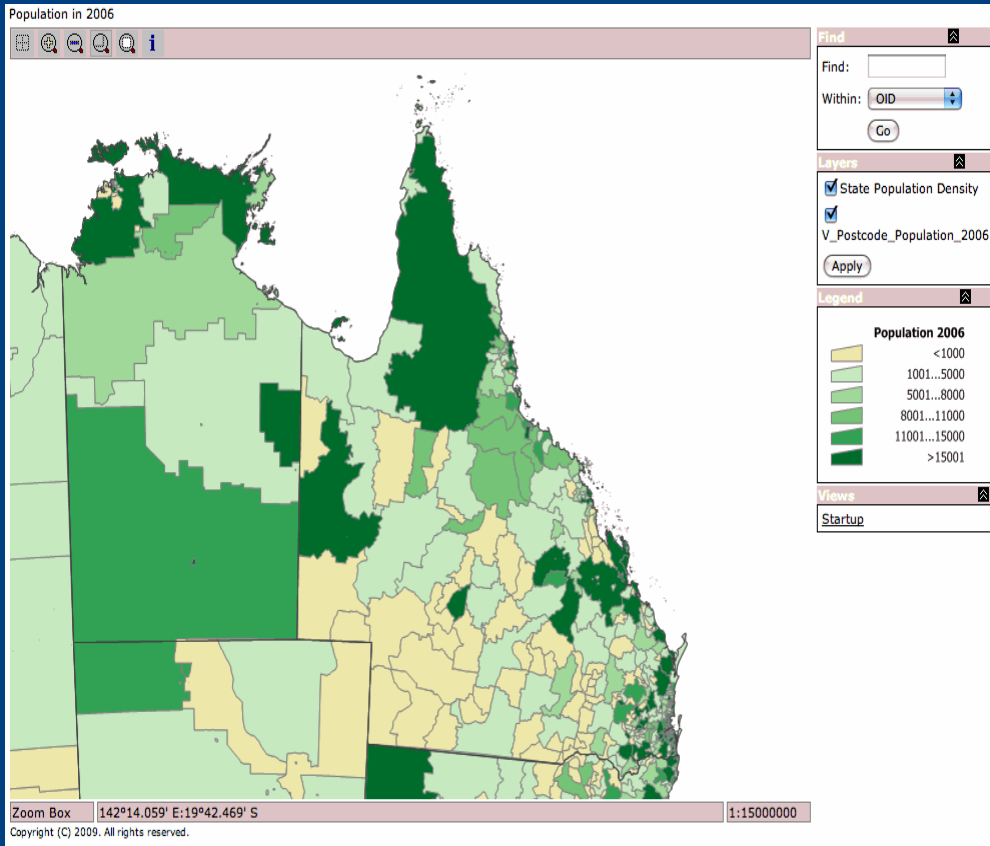 Population in 2006
i
Find
Find:
Within: OID
Go
Layers
State Population Density
V_Postcode_Population_2006
Apply
Legend
Population 2006
<1000
1001...5000
5001...8000
8001...11000
11001...15000
>15001
Views
Startup
Zoom Box 142°14.059' E:19°42.469' S 1:15000000
Copyright (C) 2009. All rights reserved.